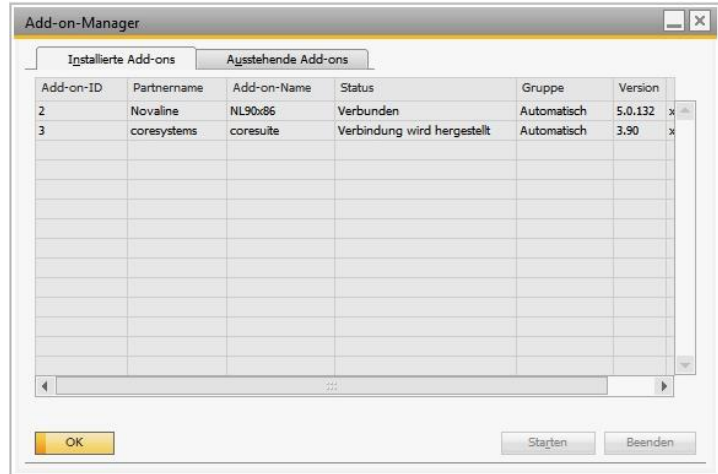 Add-on-Manager
Installierte Add-ons Ausstehende Add-ons
Add-on-ID Partnername Add-on-Name Status Gruppe Version
2 Novaline NL90x86 Verbunden Automatisch 5.0.132 x
3 coresystems coresuite Verbindung wird hergestellt Automatisch 3.90 x
OK Starten Beenden